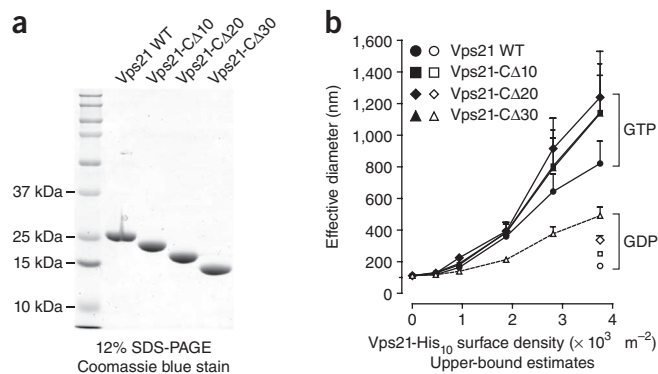 a
Vps21 WT
Vps21-CΔ10
Vps21-CΔ20
Vps21-CΔ30
37 kDa
25 kDa
15 kDa
10 kDa
12% SDS-PAGE
Coomassie blue stain
b
Effective diameter (nm)
1,600
1,400
1,200
1,000
800
600
400
200
0
Vps21 WT
Vps21-CΔ10
Vps21-CΔ20
Vps21-CΔ30
GTP
GDP
0 1 2 3 4
Vps21-His10 surface density (× 10³ m−2)
Upper-bound estimates